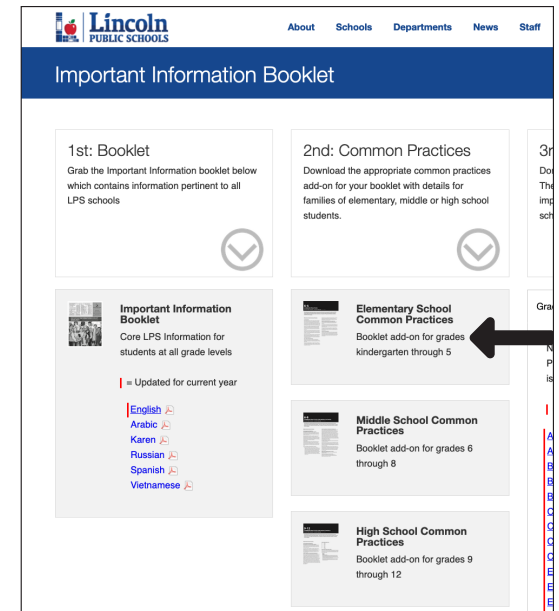 Lincoln
PUBLIC SCHOOLS
About Schools Departments News Staff
Important Information Booklet
1st: Booklet
Grab the Important Information booklet below
which contains information pertinent to all
LPS schools
2nd: Common Practices
Download the appropriate common practices
add-on for your booklet with details for
families of elementary, middle or high school
students.
Important Information
Booklet
Core LPS Information for
students at all grade levels
= Updated for current year
English
Arabic
Karen
Russian
Spanish
Vietnamese
Elementary School
Common Practices
Booklet add-on for grades
kindergarten through 5
Middle School Common
Practices
Booklet add-on for grades 6
through 8
High School Common
Practices
Booklet add-on for grades 9
through 12